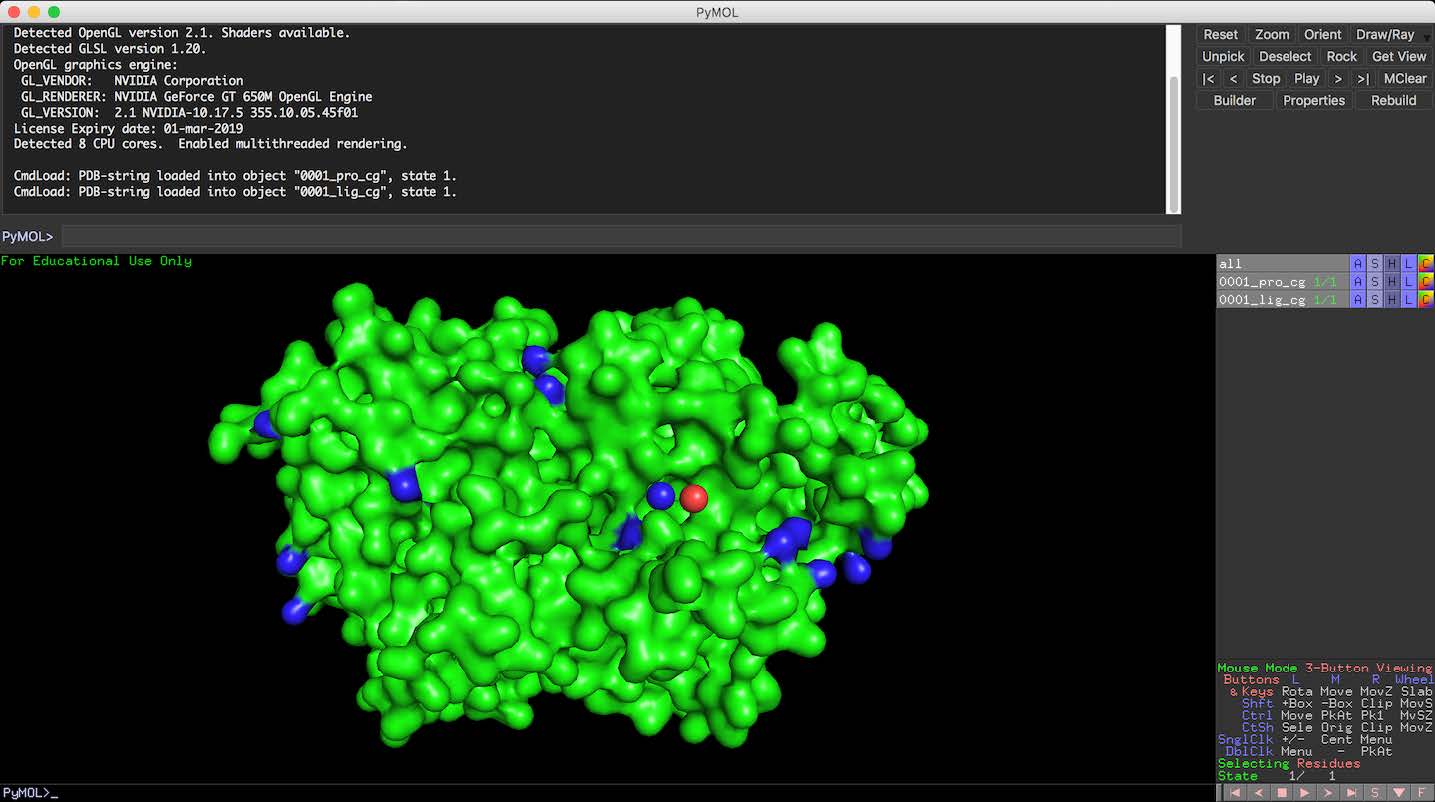 PyMOL
Detected OpenGL version 2.1. Shaders available.
Detected GLSL version 1.20.
OpenGL graphics engine:
GL_VENDOR:   NVIDIA Corporation
GL_RENDERER: NVIDIA GeForce GT 650M OpenGL Engine
GL_VERSION:  2.1 NVIDIA-10.17.5 355.10.05.45f01
License Expiry date: 01-mar-2019
Detected 8 CPU cores.  Enabled multithreaded rendering.
CmdLoad: PDB-string loaded into object "0001_pro_cg", state 1.
CmdLoad: PDB-string loaded into object "0001_lig_cg", state 1.
Reset Zoom Orient Draw/Ray
Unpick Deselect Rock Get View
|< < Stop Play > >| MClear
Builder Properties Rebuild
PyMOL>
For Educational Use Only
all A S H L C
0001_pro_cg 1/1 A S H L C
0001_lig_cg 1/1 A S H L C
Mouse Mode 3-Button Viewing
Buttons L M R Wheel
& Keys Rota Move MovZ Slab
Shft +Box -Box Clip MovS
Ctrl Move PkAt Pk1 MvSZ
CtSh Sele Orig Clip MovZ
SnglClk +/- Cent Menu
DblClk Menu - PkAt
Selecting Residues
State 1/ 1
PyMOL>_
S F